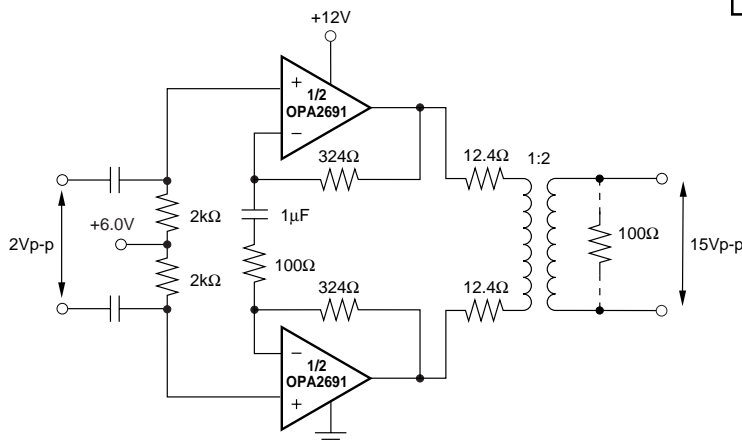 +12V
+
1/2
OPA2691
−
324Ω
12.4Ω
1:2
2kΩ
1μF
+6.0V
2Vp-p
100Ω
100Ω
15Vp-p
2kΩ
324Ω
12.4Ω
−
1/2
OPA2691
+